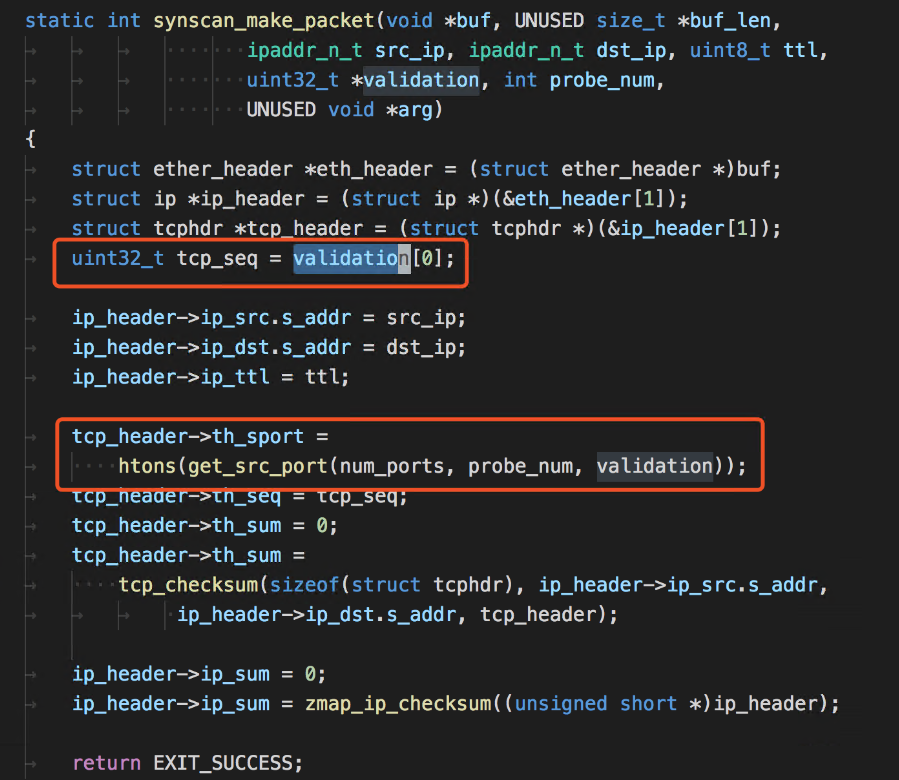 static int synscan_make_packet(void *buf, UNUSED size_t *buf_len,
ipaddr_n_t src_ip, ipaddr_n_t dst_ip, uint8_t ttl,
uint32_t *validation, int probe_num,
UNUSED void *arg)
{
struct ether_header *eth_header = (struct ether_header *)buf;
struct ip *ip_header = (struct ip *)(&eth_header[1]);
struct tcphdr *tcp_header = (struct tcphdr *)(&ip_header[1]);
uint32_t tcp_seq = validation[0];
ip_header->ip_src.s_addr = src_ip;
ip_header->ip_dst.s_addr = dst_ip;
ip_header->ip_ttl = ttl;
tcp_header->th_sport =
htons(get_src_port(num_ports, probe_num, validation));
tcp_header->th_seq = tcp_seq;
tcp_header->th_sum = 0;
tcp_header->th_sum =
tcp_checksum(sizeof(struct tcphdr), ip_header->ip_src.s_addr,
ip_header->ip_dst.s_addr, tcp_header);
ip_header->ip_sum = 0;
ip_header->ip_sum = zmap_ip_checksum((unsigned short *)ip_header);
return EXIT_SUCCESS;